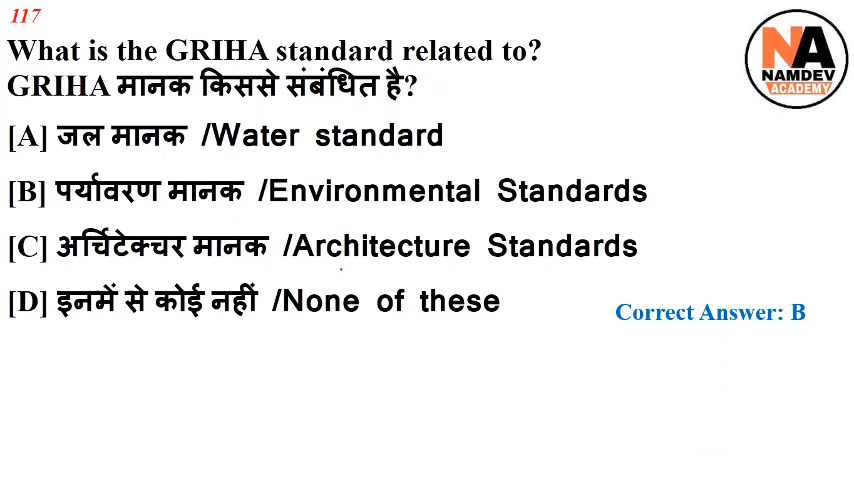 117
What is the GRIHA standard related to?
GRIHA मानक किससे संबंधित है?
[A] जल मानक /Water standard
[B] पर्यावरण मानक /Environmental Standards
[C] अर्चिटेक्चर मानक /Architecture Standards
[D] इनमें से कोई नहीं /None of these
Correct Answer: B
NA
NAMDEV
ACADEMY